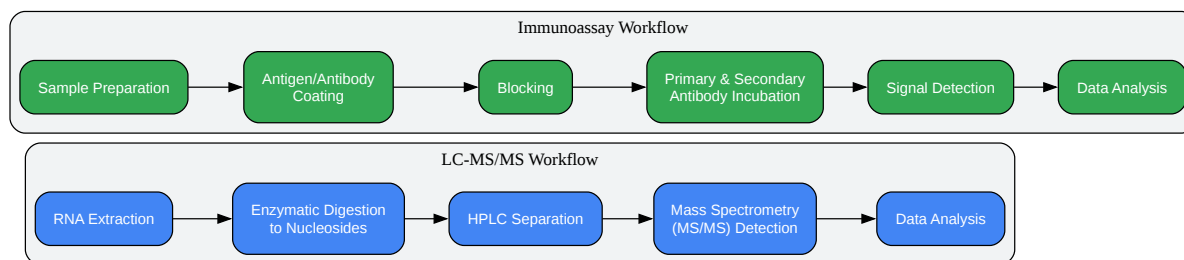 Immunoassay Workflow
Sample Preparation
Antigen/Antibody
Coating
Blocking
Primary & Secondary
Antibody Incubation
Signal Detection
Data Analysis
LC-MS/MS Workflow
RNA Extraction
Enzymatic Digestion
to Nucleosides
HPLC Separation
Mass Spectrometry
(MS/MS) Detection
Data Analysis